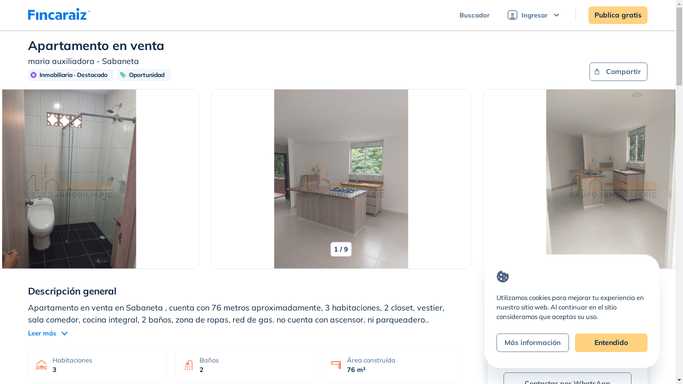 Fincaraiz
Buscador
Ingresar
Publica gratis
Apartamento en venta
maria auxiliadora - Sabaneta
Inmobiliaria - Destacado
Oportunidad
Compartir
1 / 9
Descripción general
Apartamento en venta en Sabaneta , cuenta con 76 metros apróximadamente, 3 habitaciones, 2 closet, vestier,
sala comedor, cocina integral, 2 baños, zona de ropas, red de gas. no cuenta con ascensor, ni parqueadero..
Leer más
Habitaciones
3
Baños
2
Área construída
76 m²
Utilizamos cookies para mejorar tu experiencia en
nuestro sitio web. Al continuar en el sitio
consideramos que aceptas su uso.
Más información
Entendido
Contactar por WhatsApp